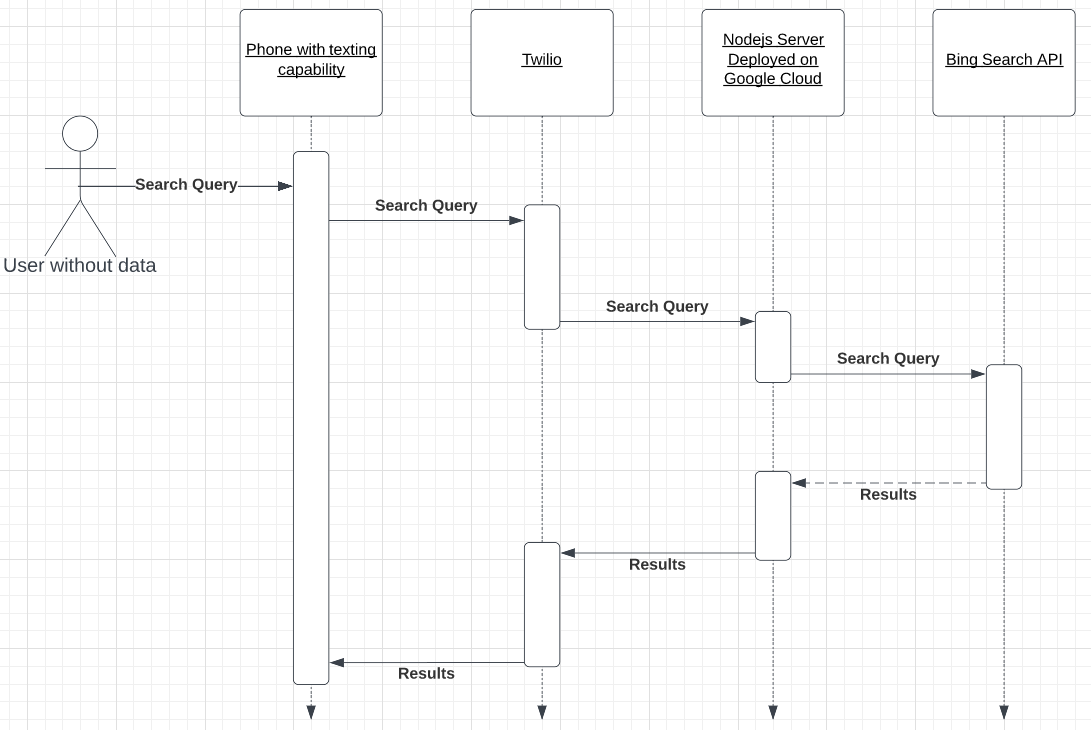 Phone with texting
capability
Twilio
Nodejs Server
Deployed on
Google Cloud
Bing Search API
Search Query
Search Query
User without data
Search Query
Search Query
Results
Results
Results